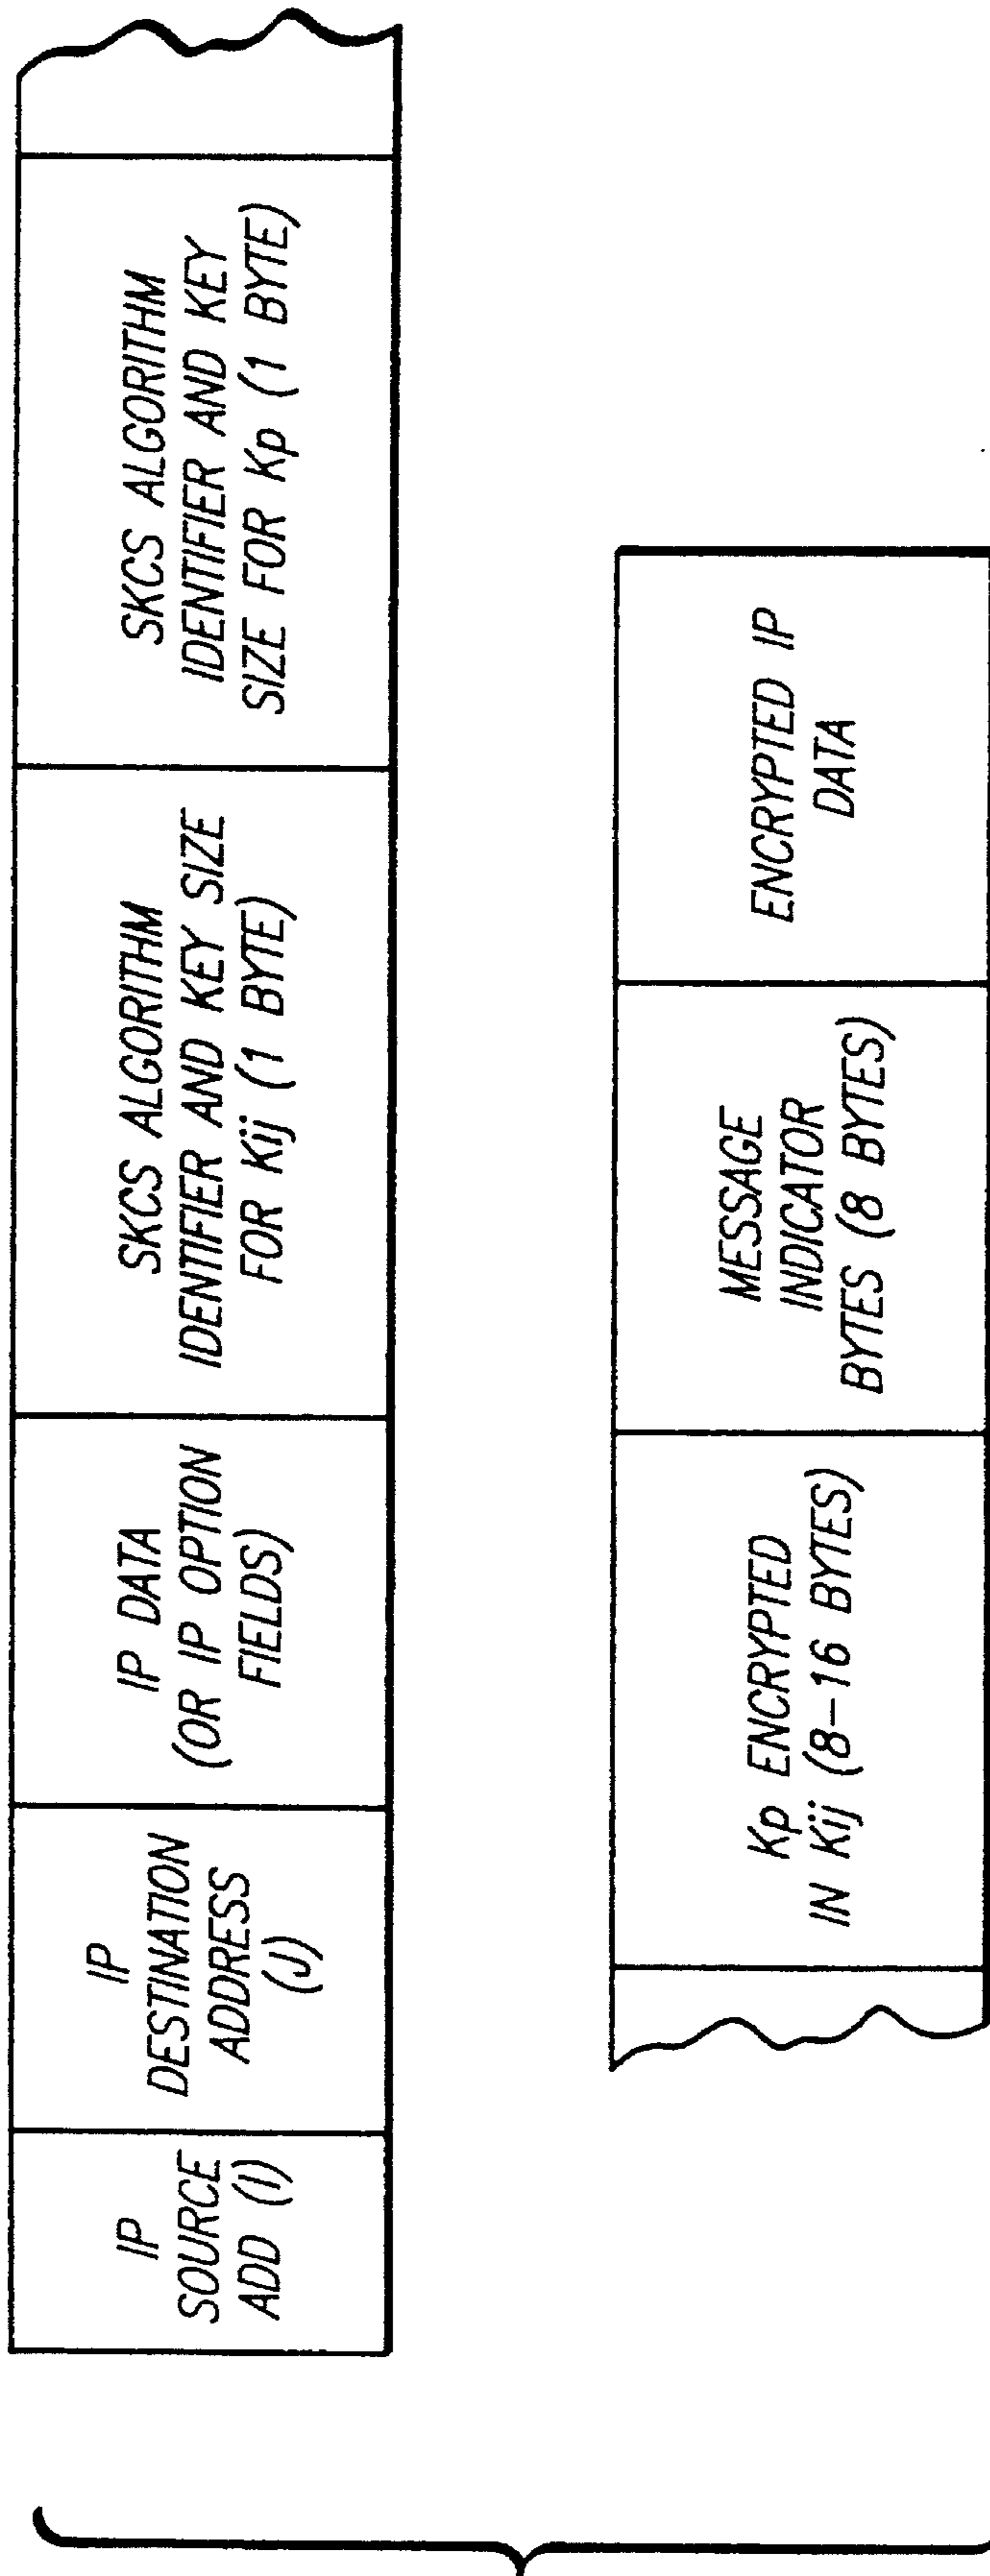 IP
SOURCE
ADD (I)
IP
DESTINATION
ADDRESS
(J)
IP DATA
(OR IP OPTION
FIELDS)
SKCS ALGORITHM
IDENTIFIER AND KEY SIZE
FOR Kij (1 BYTE)
SKCS ALGORITHM
IDENTIFIER AND KEY
SIZE FOR Kp (1 BYTE)
Kp ENCRYPTED
IN Kij (8-16 BYTES)
MESSAGE
INDICATOR
BYTES (8 BYTES)
ENCRYPTED IP
DATA